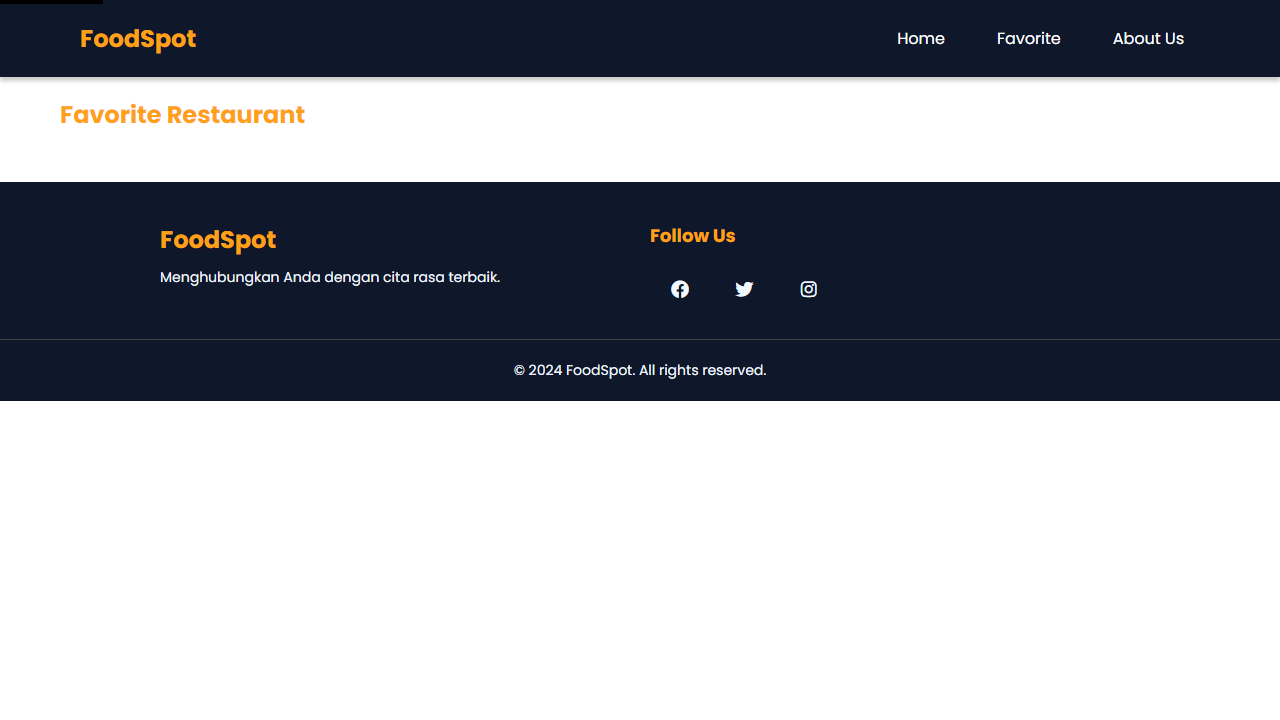 FoodSpot
Home Favorite About Us
Favorite Restaurant
FoodSpot
Menghubungkan Anda dengan cita rasa terbaik.
Follow Us
© 2024 FoodSpot. All rights reserved.